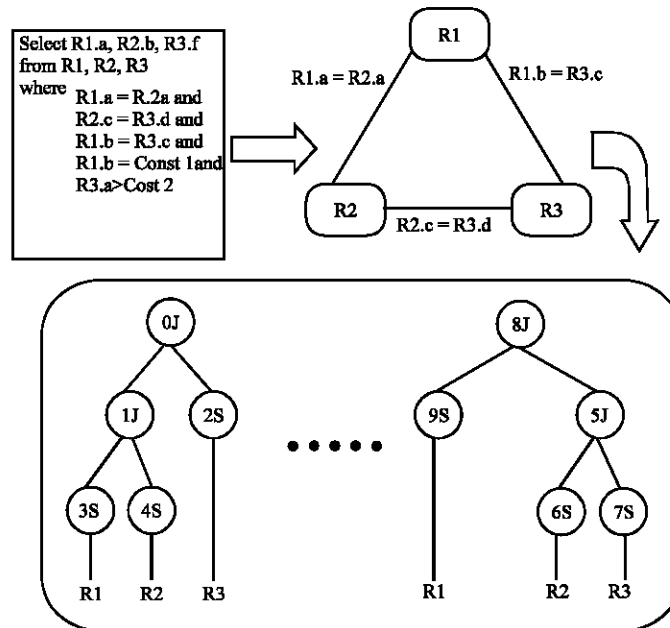 Select R1.a, R2.b, R3.f
from R1, R2, R3
where
R1.a = R.2a and
R2.c = R3.d and
R1.b = R3.c and
R1.b = Const 1and
R3.a>Cost 2
R1
R1.a = R2.a
R1.b = R3.c
R2
R3
R2.c = R3.d
0J
8J
1J
2S
9S
5J
3S
4S
6S
7S
R1
R2
R3
R1
R2
R3